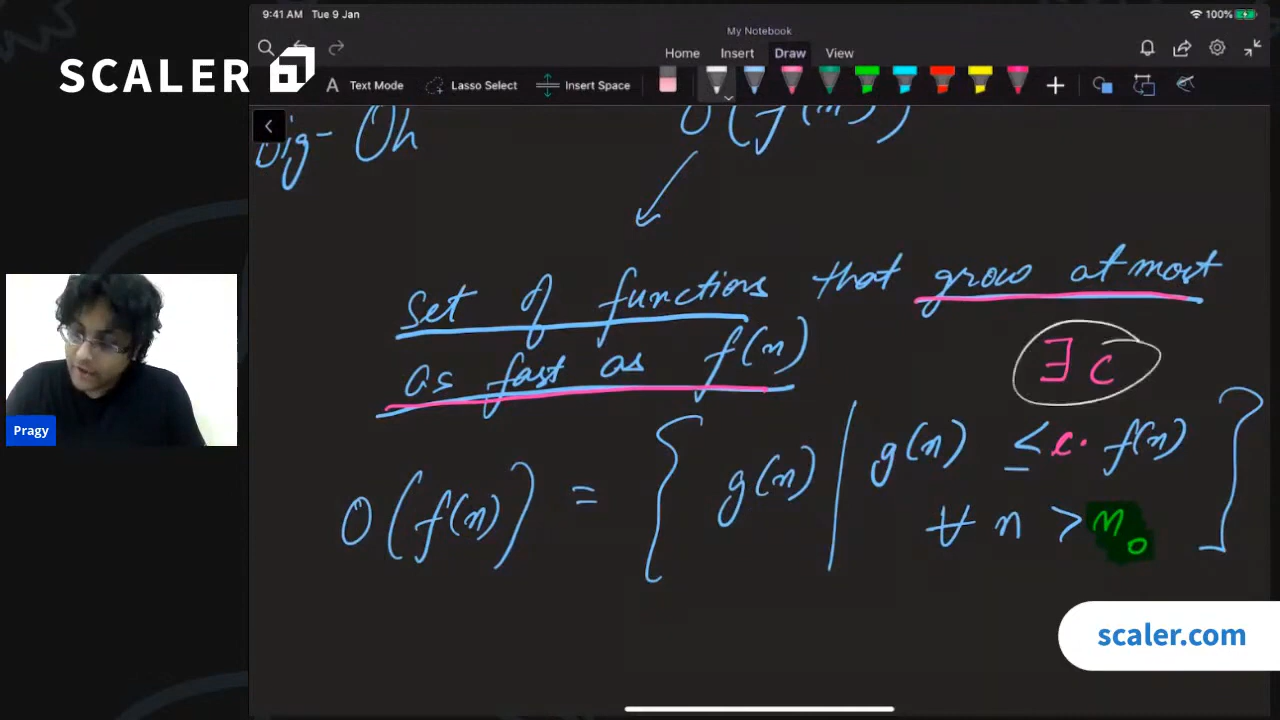 9:41 AM Tue 9 Jan
100%
My Notebook
Home Insert Draw View
SCALER
Text Mode Lasso Select Insert Space
Big-Oh O(f(n))
Set of functions that grow at most
as fast as f(n)
∃ c
O(f(n)) = { g(n) | g(n) ≤ c. f(n)
∀ n > n₀ }
Pragy
scaler.com